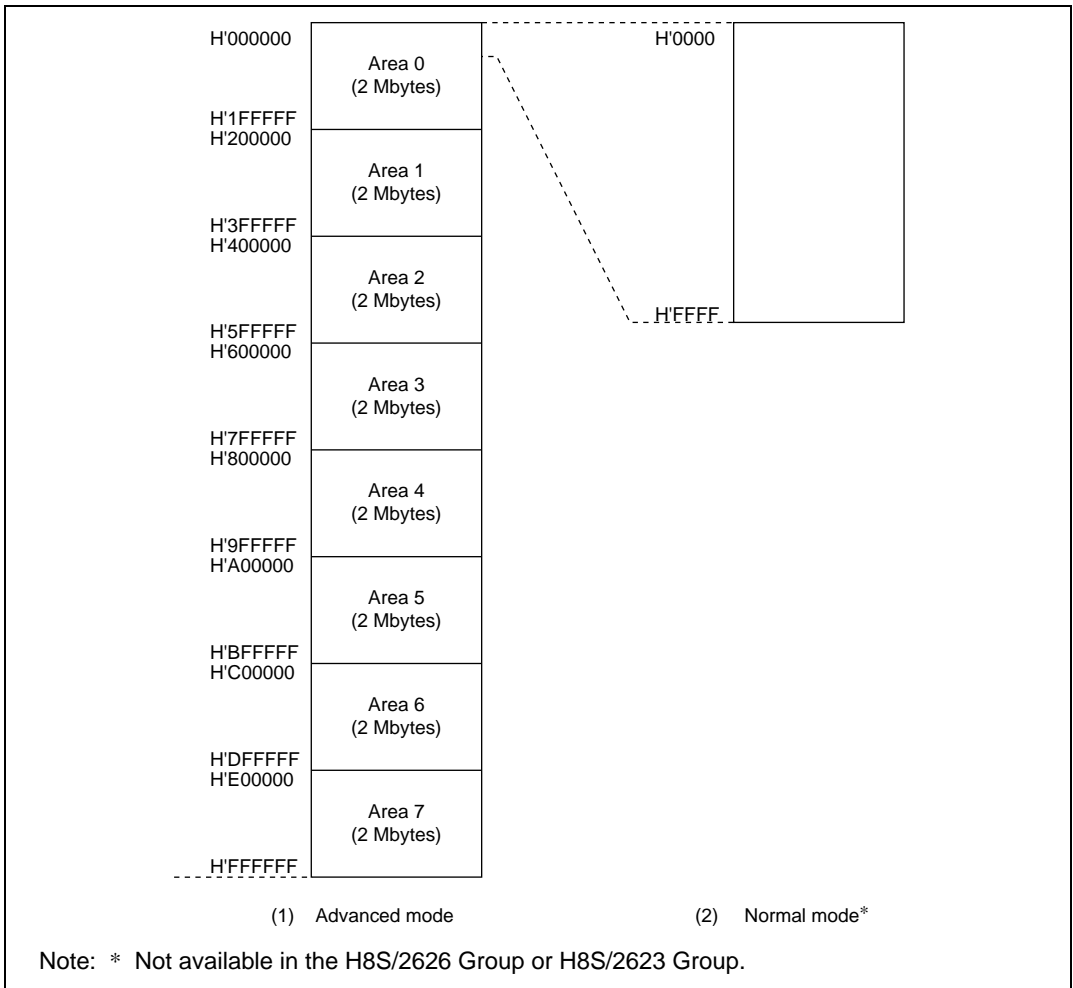 H'000000
Area 0
(2 Mbytes)
H'1FFFFF
H'200000
Area 1
(2 Mbytes)
H'3FFFFF
H'400000
Area 2
(2 Mbytes)
H'5FFFFF
H'600000
Area 3
(2 Mbytes)
H'7FFFFF
H'800000
Area 4
(2 Mbytes)
H'9FFFFF
H'A00000
Area 5
(2 Mbytes)
H'BFFFFF
H'C00000
Area 6
(2 Mbytes)
H'DFFFFF
H'E00000
Area 7
(2 Mbytes)
H'FFFFFF
(1) Advanced mode
H'0000
H'FFFF
(2) Normal mode*
Note: * Not available in the H8S/2626 Group or H8S/2623 Group.